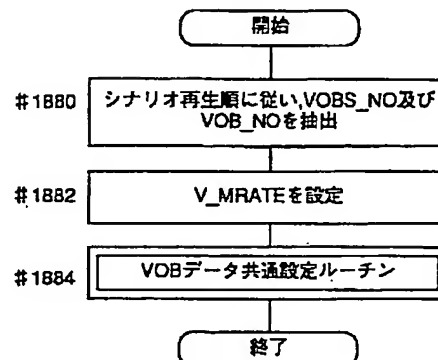 開始
#1880
シナリオ再生順に従い,VOBS_NO及び
VOB_NOを抽出
#1882
V_MRATEを設定
#1884
VOBデータ共通設定ルーチン
終了